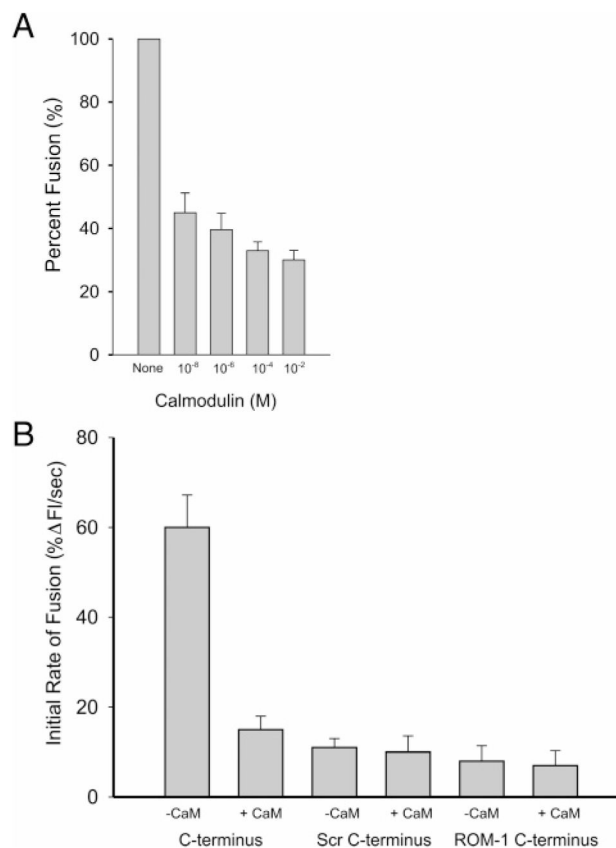 A
100
80
60
40
20
0
Percent Fusion (%)
None 10⁻⁸ 10⁻⁶ 10⁻⁴ 10⁻²
Calmodulin (M)
B
80
60
40
20
0
Initial Rate of Fusion (%ΔFI/sec)
-CaM + CaM -CaM + CaM -CaM + CaM
C-terminus Scr C-terminus ROM-1 C-terminus